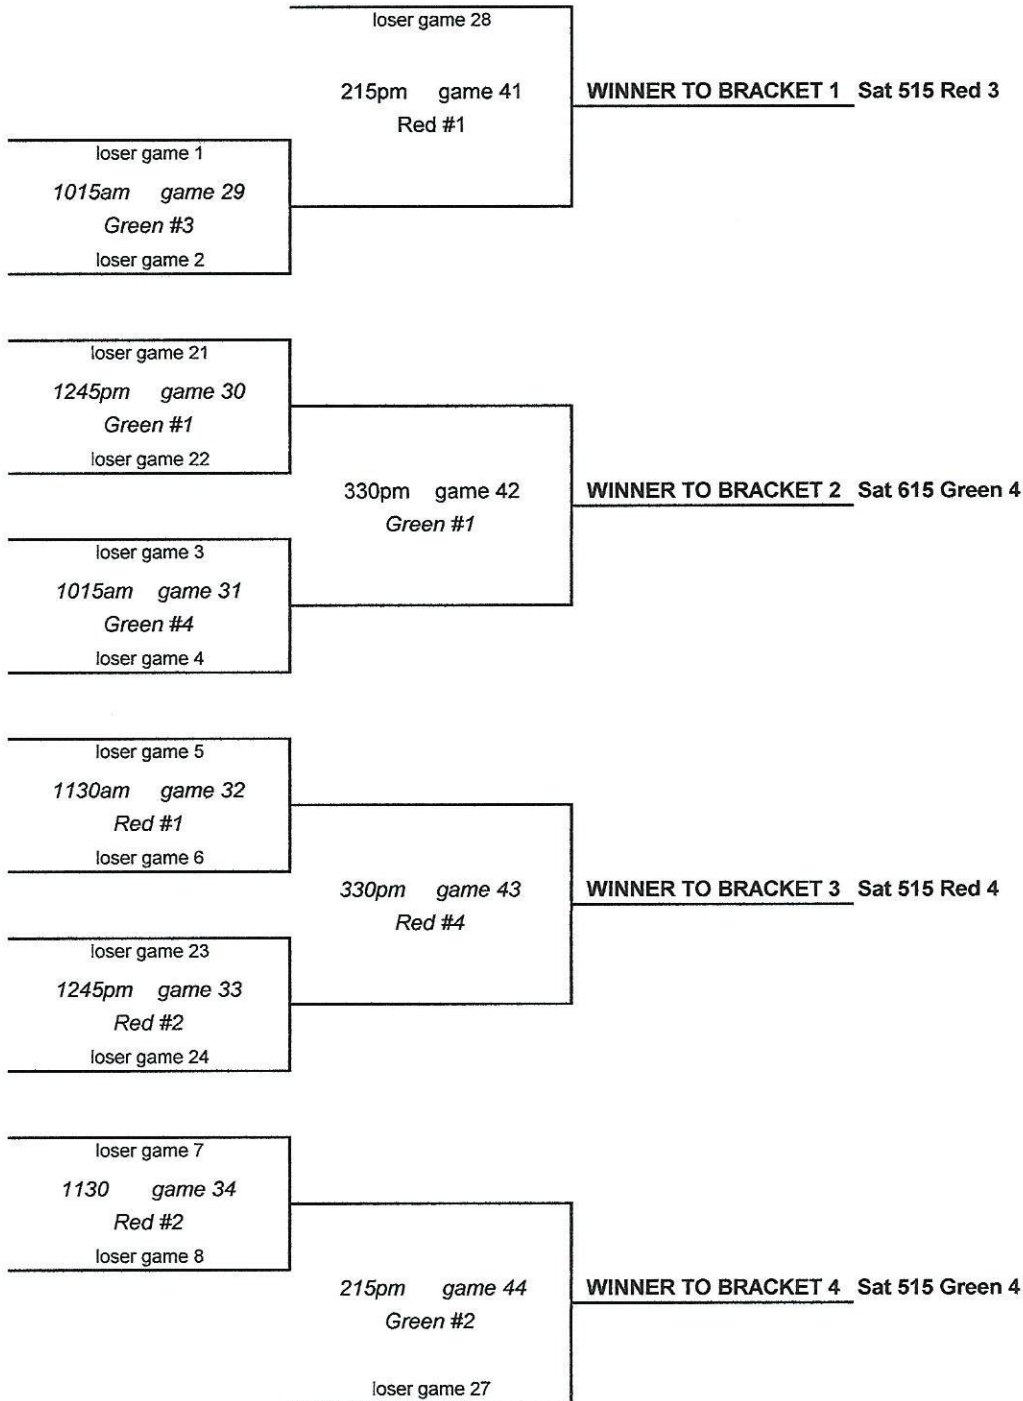 loser game 28
215pm game 41
Red #1
WINNER TO BRACKET 1 Sat 515 Red 3
loser game 1
1015am game 29
Green #3
loser game 2
loser game 21
1245pm game 30
Green #1
loser game 22
330pm game 42
Green #1
WINNER TO BRACKET 2 Sat 615 Green 4
loser game 3
1015am game 31
Green #4
loser game 4
loser game 5
1130am game 32
Red #1
loser game 6
330pm game 43
Red #4
WINNER TO BRACKET 3 Sat 515 Red 4
loser game 23
1245pm game 33
Red #2
loser game 24
loser game 7
1130 game 34
Red #2
loser game 8
215pm game 44
Green #2
WINNER TO BRACKET 4 Sat 515 Green 4
loser game 27